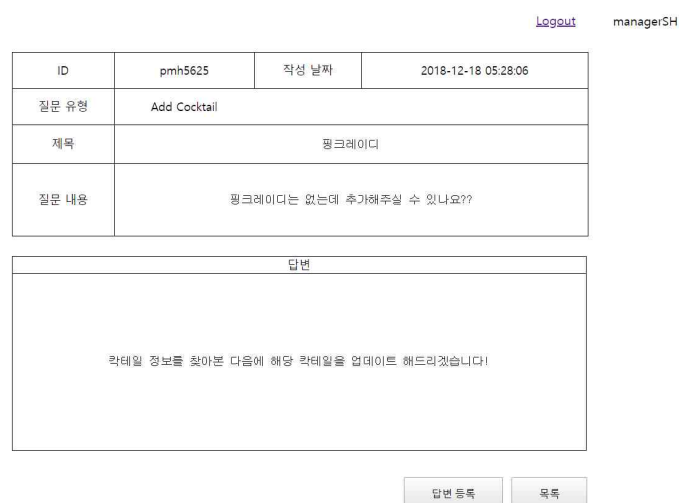 Logout managerSH
ID pmh5625 작성 날짜 2018-12-18 05:28:06
질문 유형 Add Cocktail
제목 핑크레이디
질문 내용 핑크레이디는 없는데 추가해주실 수 있나요??
답변
칵테일 정보를 찾아본 다음에 해당 칵테일을 업데이트 해드리겠습니다!
답변 등록 목록